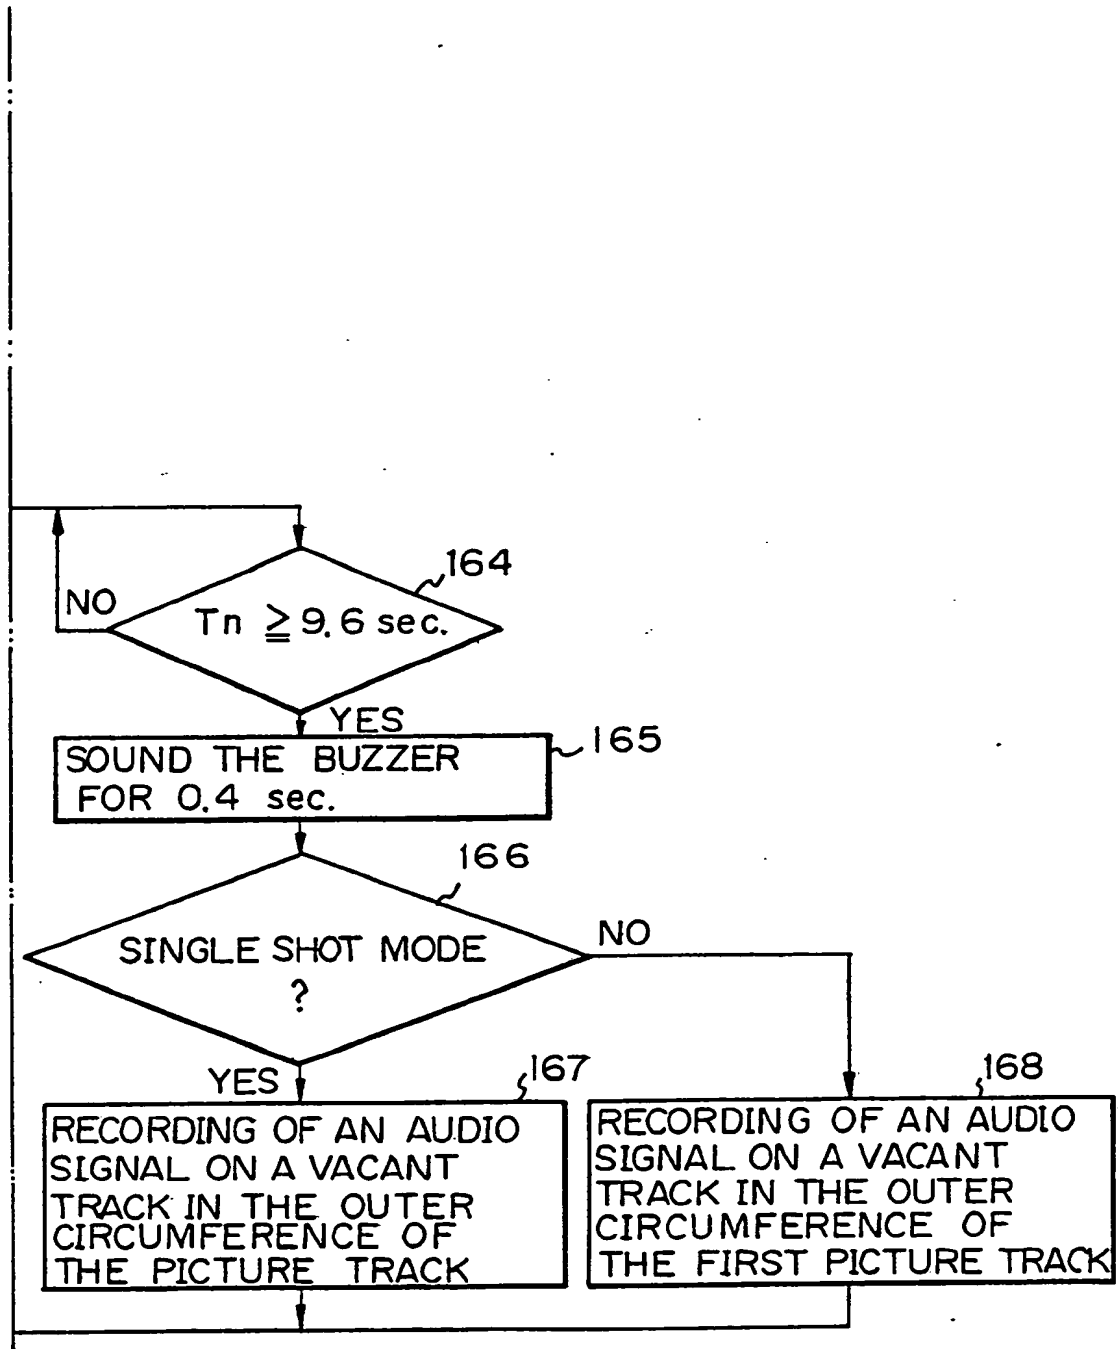 164
NO
Tn ≧ 9.6 sec.
YES
165
SOUND THE BUZZER
FOR 0.4 sec.
166
SINGLE SHOT MODE
?
NO
YES
167
RECORDING OF AN AUDIO
SIGNAL ON A VACANT
TRACK IN THE OUTER
CIRCUMFERENCE OF
THE PICTURE TRACK
168
RECORDING OF AN AUDIO
SIGNAL ON A VACANT
TRACK IN THE OUTER
CIRCUMFERENCE OF
THE FIRST PICTURE TRACK